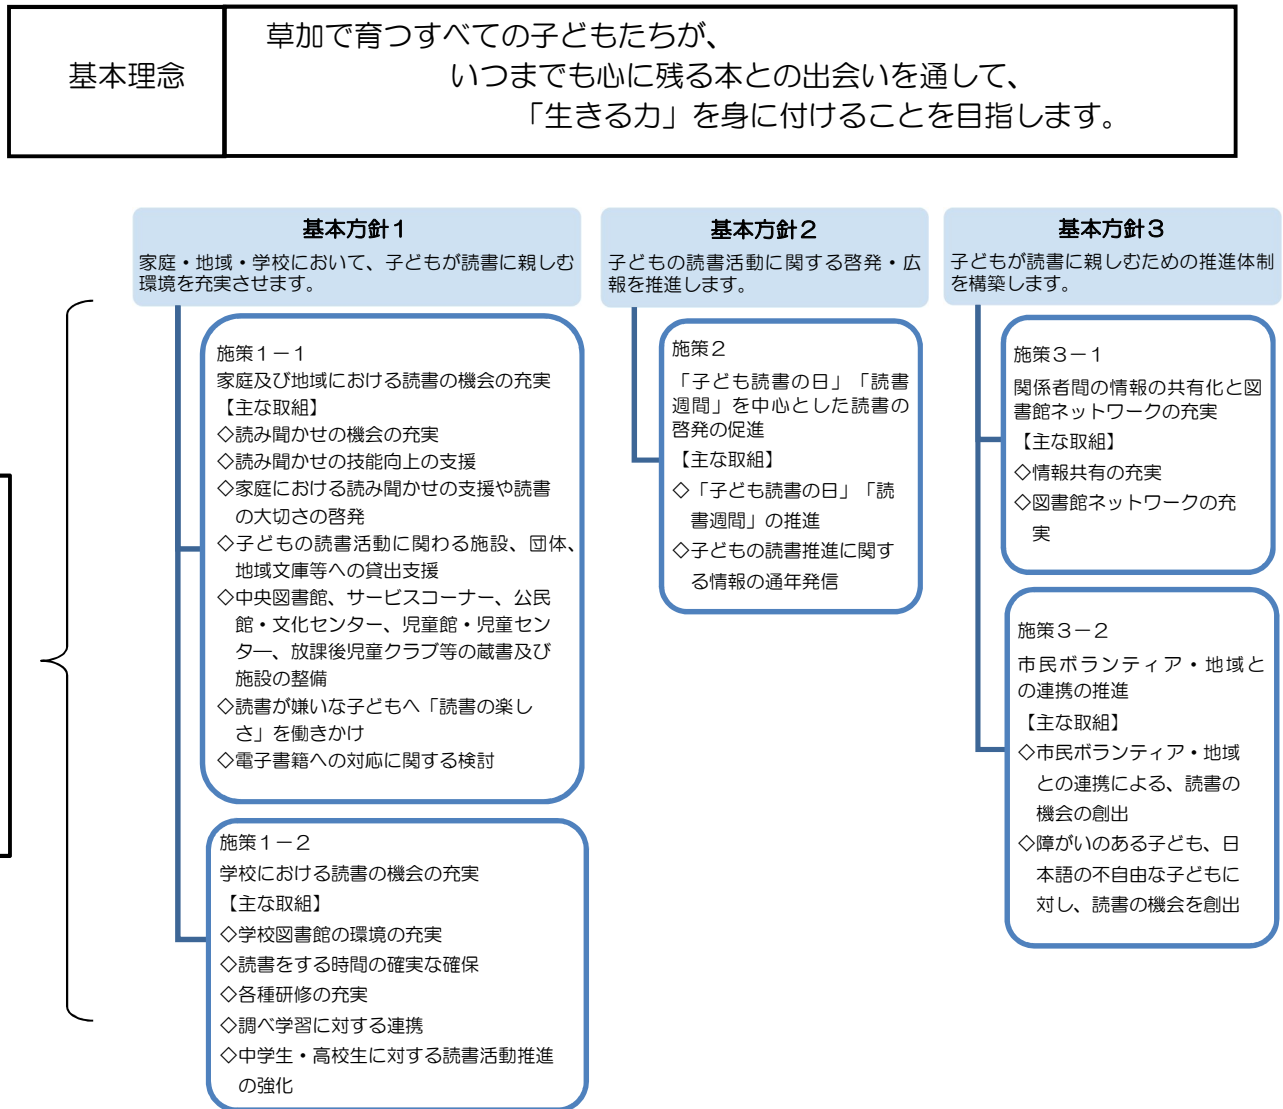 基本理念
草加で育つすべての子どもたちが、
いつまでも心に残る本との出会いを通して、
「生きる力」を身に付けることを目指します。
基本方針1
家庭・地域・学校において、子どもが読書に親しむ
環境を充実させます。
施策1－1
家庭及び地域における読書の機会の充実
【主な取組】
◇読み聞かせの機会の充実
◇読み聞かせの技能向上の支援
◇家庭における読み聞かせの支援や読書
の大切さの啓発
◇子どもの読書活動に関わる施設、団体、
地域文庫等への貸出支援
◇中央図書館、サービスコーナー、公民
館・文化センター、児童館・児童セン
ター、放課後児童クラブ等の蔵書及び
施設の整備
◇読書が嫌いな子どもへ「読書の楽し
さ」を働きかけ
◇電子書籍への対応に関する検討
施策1－2
学校における読書の機会の充実
【主な取組】
◇学校図書館の環境の充実
◇読書をする時間の確実な確保
◇各種研修の充実
◇調べ学習に対する連携
◇中学生・高校生に対する読書活動推進
の強化
基本方針2
子どもの読書活動に関する啓発・広
報を推進します。
施策2
「子ども読書の日」「読書
週間」を中心とした読書の
啓発の促進
【主な取組】
◇「子ども読書の日」「読
書週間」の推進
◇子どもの読書推進に関す
る情報の通年発信
基本方針3
子どもが読書に親しむための推進体制
を構築します。
施策3－1
関係者間の情報の共有化と図
書館ネットワークの充実
【主な取組】
◇情報共有の充実
◇図書館ネットワークの充
実
施策3－2
市民ボランティア・地域と
の連携の推進
【主な取組】
◇市民ボランティア・地域
との連携による、読書の
機会の創出
◇障がいのある子ども、日
本語の不自由な子どもに
対し、読書の機会を創出